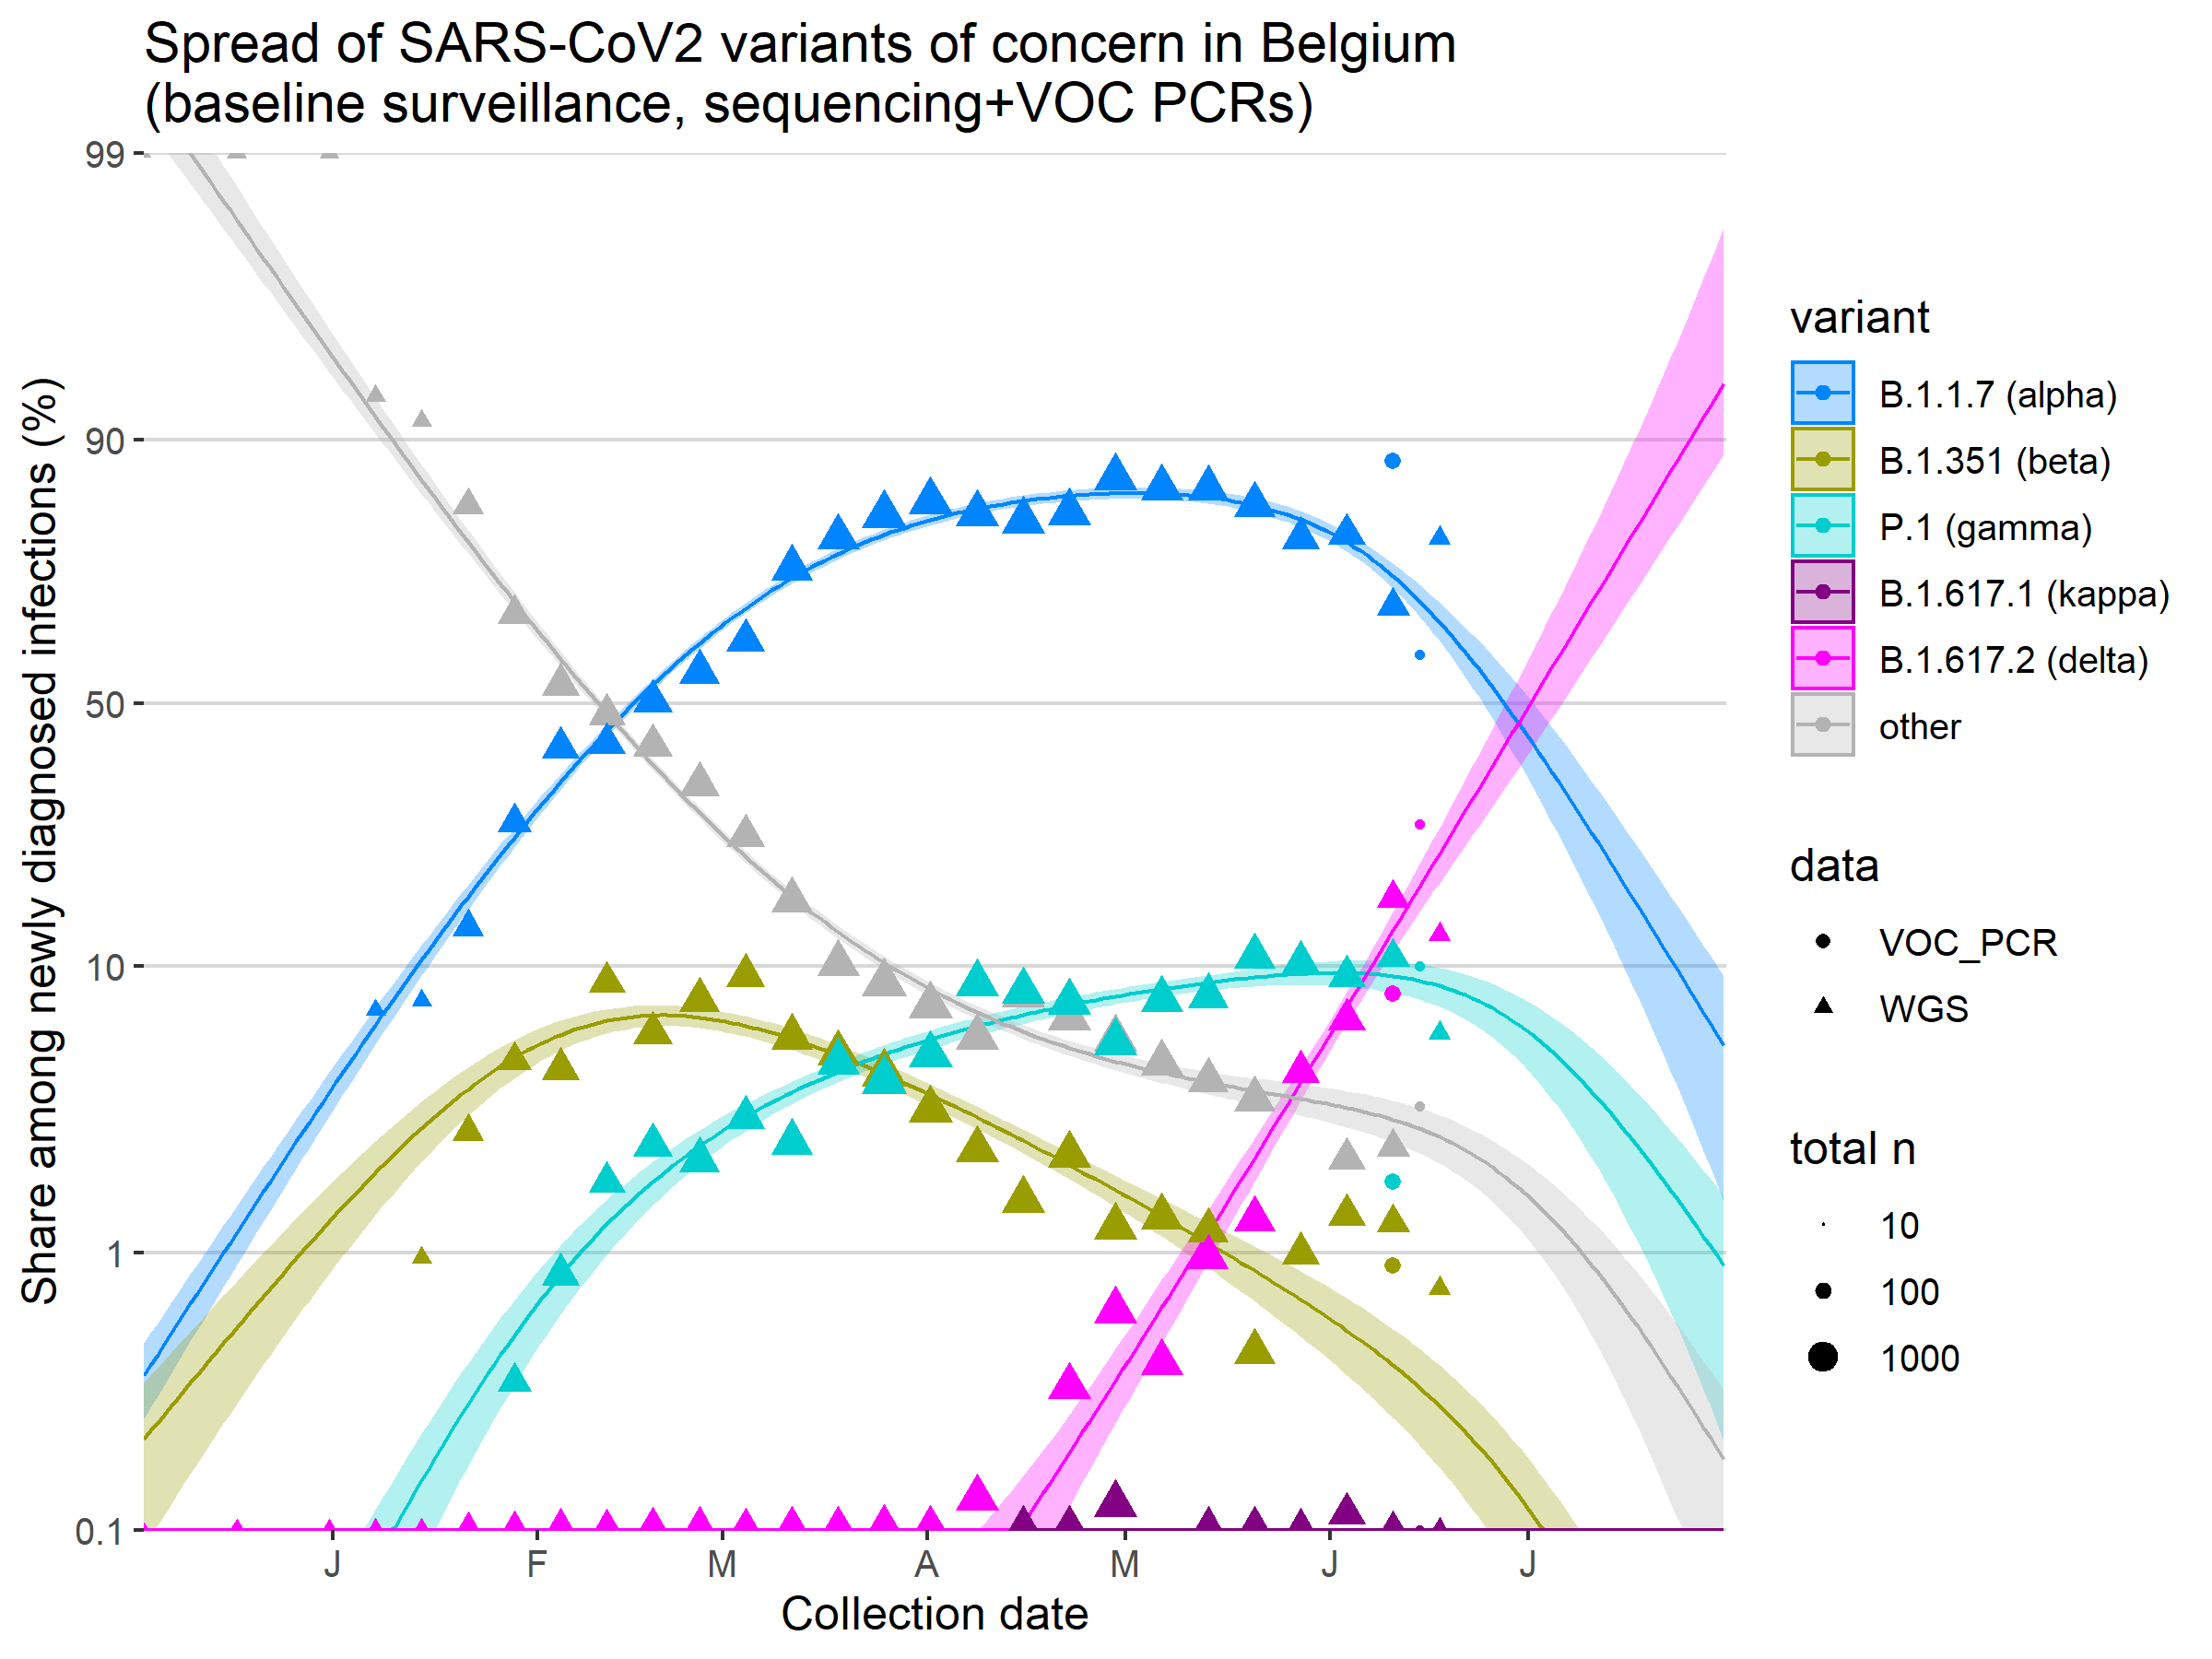 Spread of SARS-CoV2 variants of concern in Belgium
(baseline surveillance, sequencing+VOC PCRs)
Share among newly diagnosed infections (%)
99
90
50
10
1
0.1
J F M A M J J
Collection date
variant
B.1.1.7 (alpha)
B.1.351 (beta)
P.1 (gamma)
B.1.617.1 (kappa)
B.1.617.2 (delta)
other
data
VOC_PCR
WGS
total n
10
100
1000